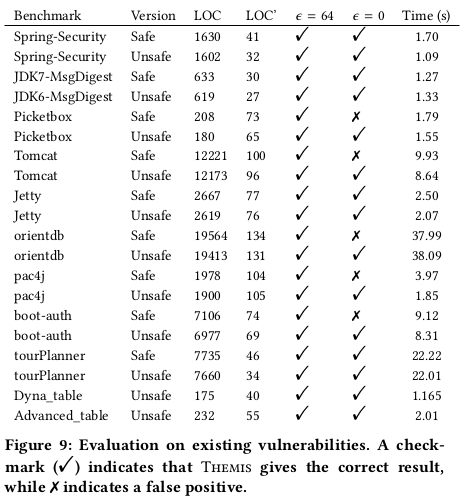 Benchmark Version LOC LOC' ϵ = 64 ϵ = 0 Time (s)
Spring-Security Safe 1630 41 ✓ ✓ 1.70
Spring-Security Unsafe 1602 32 ✓ ✓ 1.09
JDK7-MsgDigest Safe 633 30 ✓ ✓ 1.27
JDK6-MsgDigest Unsafe 619 27 ✓ ✓ 1.33
Picketbox Safe 208 73 ✓ ✗ 1.79
Picketbox Unsafe 180 65 ✓ ✓ 1.55
Tomcat Safe 12221 100 ✓ ✗ 9.93
Tomcat Unsafe 12173 96 ✓ ✓ 8.64
Jetty Safe 2667 77 ✓ ✓ 2.50
Jetty Unsafe 2619 76 ✓ ✓ 2.07
orientdb Safe 19564 134 ✓ ✗ 37.99
orientdb Unsafe 19413 131 ✓ ✓ 38.09
pac4j Safe 1978 104 ✓ ✗ 3.97
pac4j Unsafe 1900 105 ✓ ✓ 1.85
boot-auth Safe 7106 74 ✓ ✗ 9.12
boot-auth Unsafe 6977 69 ✓ ✓ 8.31
tourPlanner Safe 7735 46 ✓ ✓ 22.22
tourPlanner Unsafe 7660 34 ✓ ✓ 22.01
Dyna_table Unsafe 175 40 ✓ ✓ 1.165
Advanced_table Unsafe 232 55 ✓ ✓ 2.01
Figure 9: Evaluation on existing vulnerabilities. A check-
mark (✓) indicates that Themis gives the correct result,
while ✗ indicates a false positive.